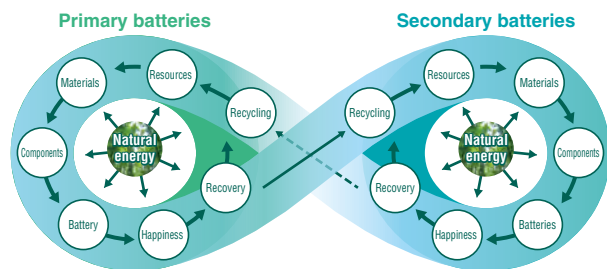 Primary batteries
Secondary batteries
Resources
Materials
Recycling
Natural
energy
Components
Recovery
Battery
Happiness
Resources
Materials
Recycling
Natural
energy
Components
Recovery
Batteries
Happiness